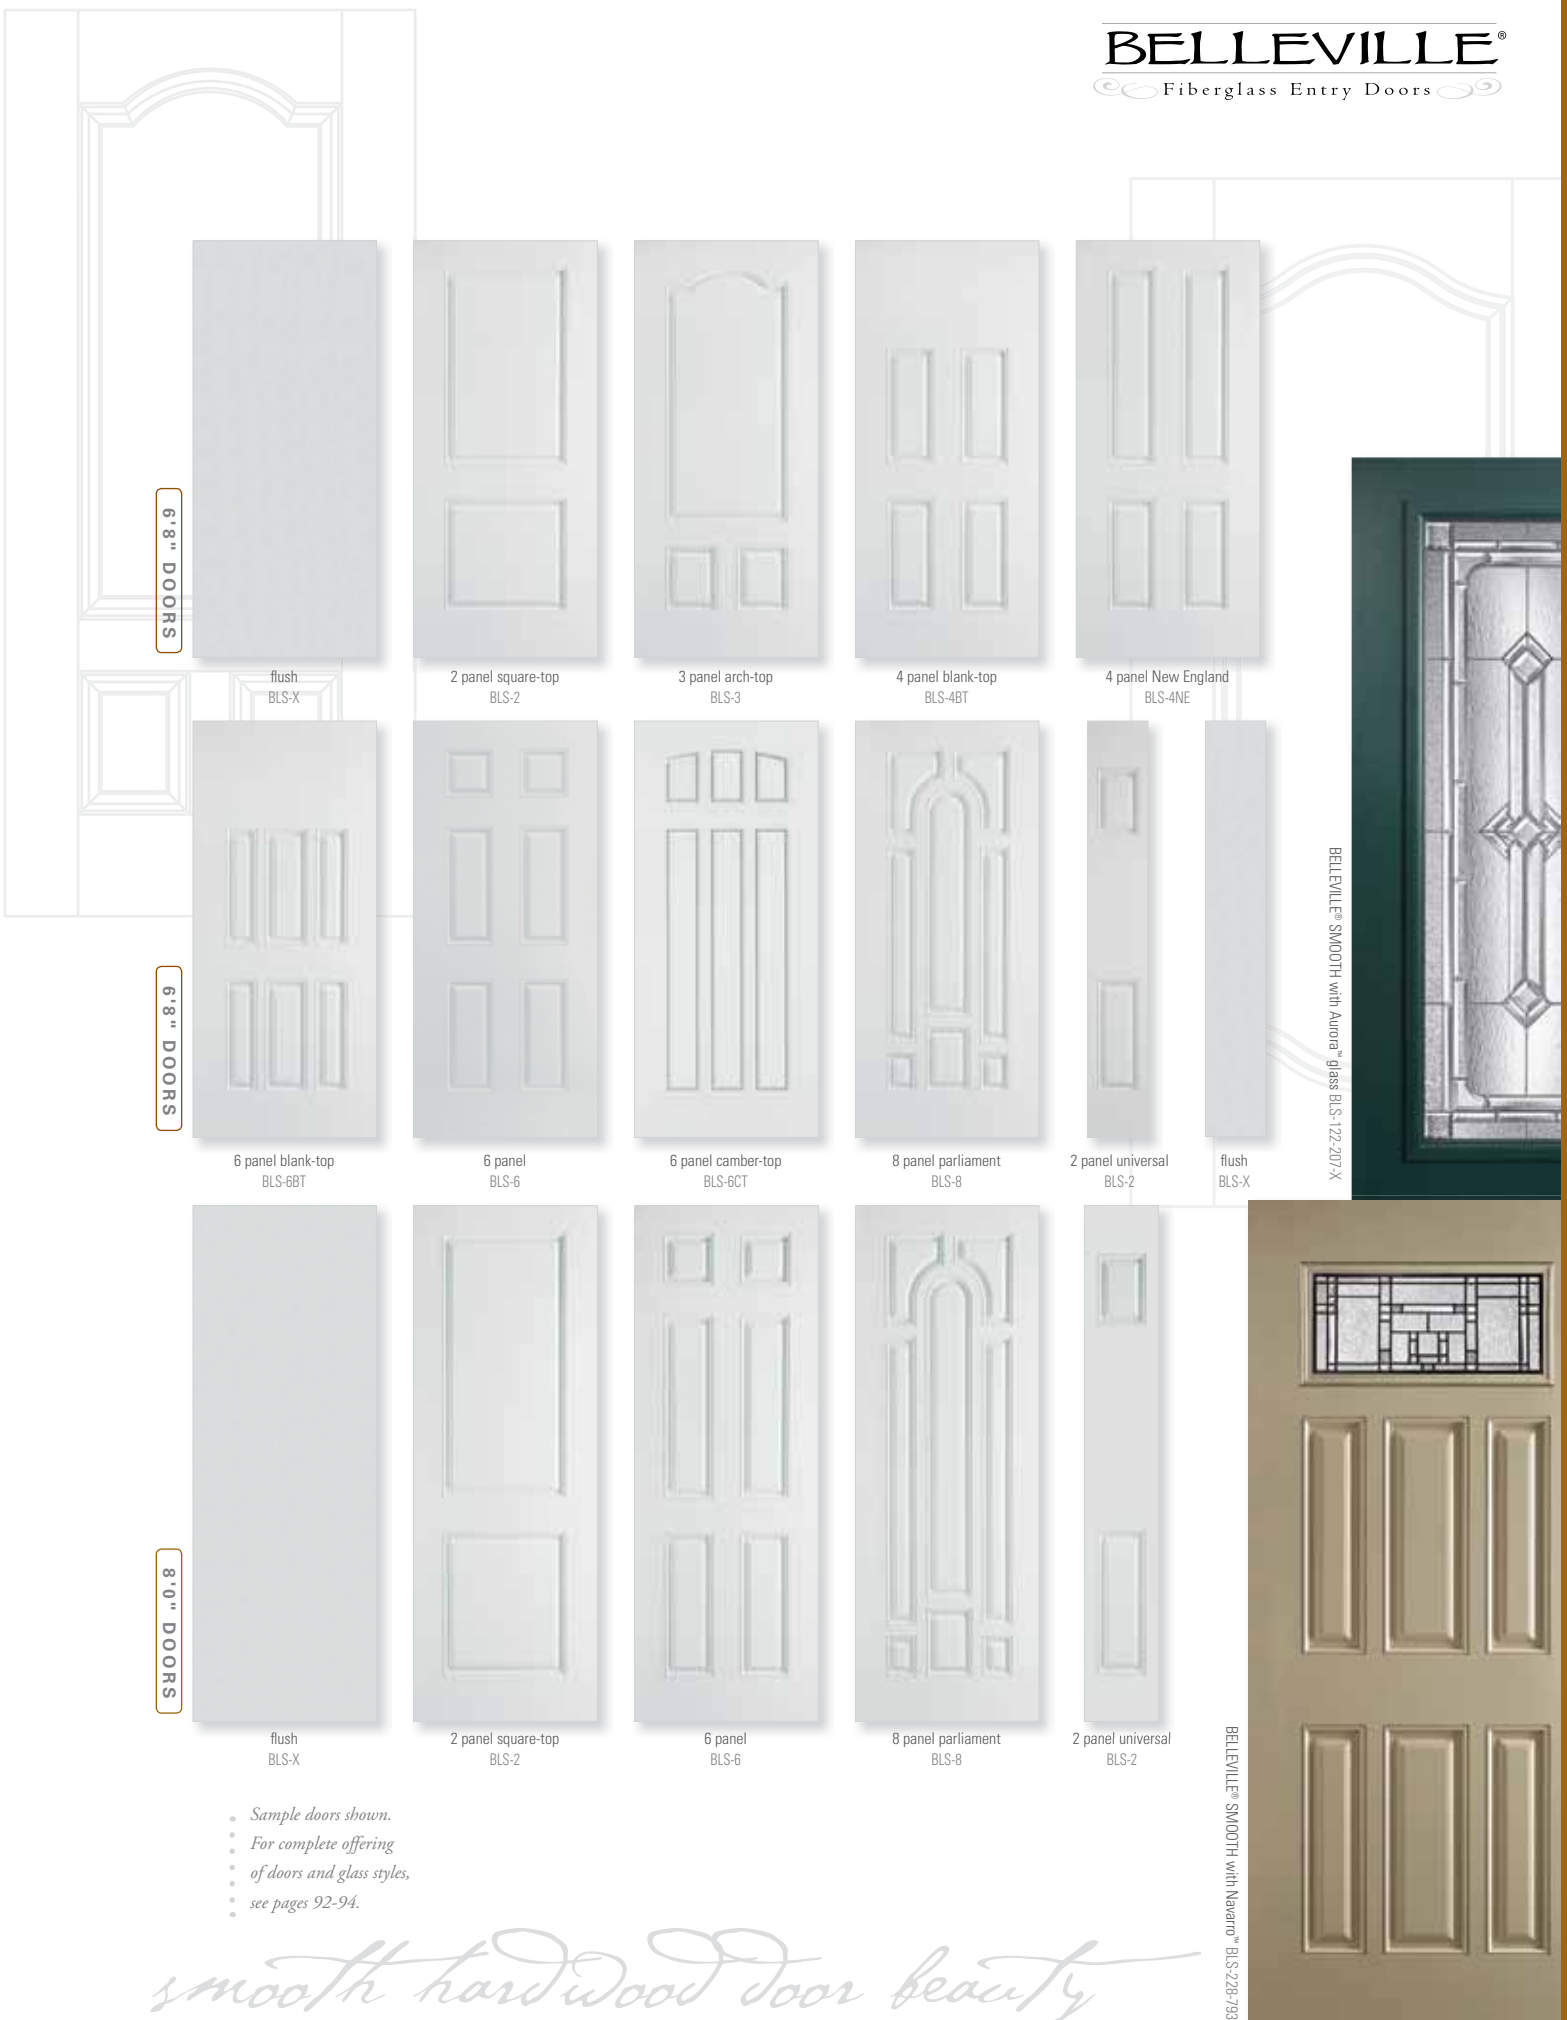 BELLEVILLE®
Fiberglass Entry Doors
6'8" DOORS
flush
BLS-X
2 panel square-top
BLS-2
3 panel arch-top
BLS-3
4 panel blank-top
BLS-4BT
4 panel New England
BLS-4NE
6'8" DOORS
6 panel blank-top
BLS-6BT
6 panel
BLS-6
6 panel camber-top
BLS-6CT
8 panel parliament
BLS-8
2 panel universal
BLS-2
flush
BLS-X
BELLEVILLE® SMOOTH with Aurora™ glass BLS-122-207-X
8'0" DOORS
flush
BLS-X
2 panel square-top
BLS-2
6 panel
BLS-6
8 panel parliament
BLS-8
2 panel universal
BLS-2
BELLEVILLE® SMOOTH with Navarro™ BLS-228-793
Sample doors shown.
For complete offering
of doors and glass styles,
see pages 92-94.
smooth hardwood door beauty